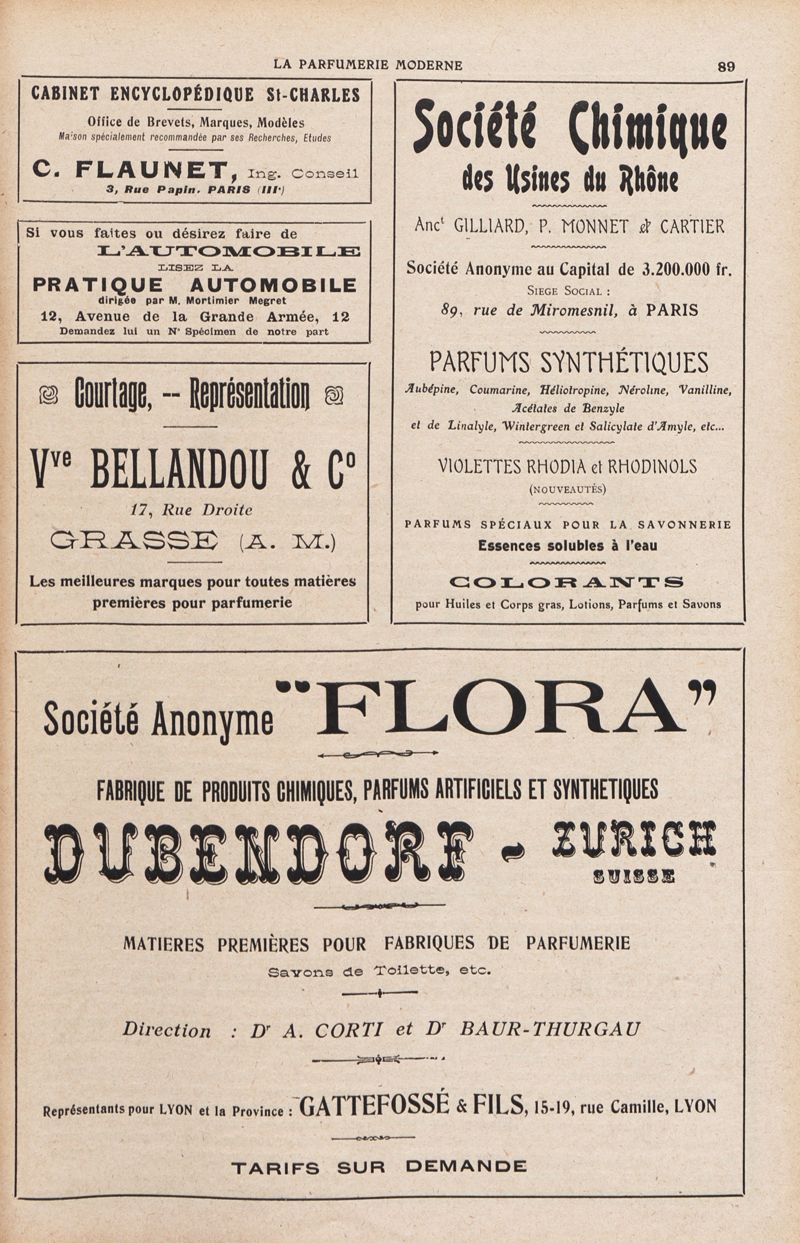 LA PARFUMERIE MODERNE
89
CABINET ENCYCLOPÉDIQUE St-CHARLES
Office de Brevets, Marques, Modèles
Maison spécialement recommandée par ses Recherches, Etudes
C. FLAUNET, Ing. Conseil
3, Rue Papin. PARIS (IIIe)
Si vous faites ou désirez faire de
L'AUTOMOBILE
LISEZ LA
PRATIQUE AUTOMOBILE
dirigée par M. Mortimier Megret
12, Avenue de la Grande Armée, 12
Demandez lui un No Spécimen de notre part
Courtage, -- Représentation
Vve BELLANDOU & Co
17, Rue Droite
GRASSE (A. M.)
Les meilleures marques pour toutes matières
premières pour parfumerie
Société Chimique
des Usines du Rhône
Anct GILLIARD, P. MONNET & CARTIER
Société Anonyme au Capital de 3.200.000 fr.
SIEGE SOCIAL :
89, rue de Miromesnil, à PARIS
PARFUMS SYNTHÉTIQUES
Aubépine, Coumarine, Héliotropine, Néroline, Vanilline,
Acétates de Benzyle
et de Linalyle, Wintergreen et Salicylate d'Amyle, etc...
VIOLETTES RHODIA et RHODINOLS
(NOUVEAUTÉS)
PARFUMS SPÉCIAUX POUR LA SAVONNERIE
Essences solubles à l'eau
COLORANTS
pour Huiles et Corps gras, Lotions, Parfums et Savons
Société Anonyme "FLORA"
FABRIQUE DE PRODUITS CHIMIQUES, PARFUMS ARTIFICIELS ET SYNTHETIQUES
DUBENDORF - ZURICH
SUISSE
MATIERES PREMIÈRES POUR FABRIQUES DE PARFUMERIE
Savons de Toilette, etc.
Direction : Dr A. CORTI et Dr BAUR-THURGAU
Représentants pour LYON et la Province : GATTEFOSSÉ & FILS, 15-19, rue Camille, LYON
TARIFS SUR DEMANDE